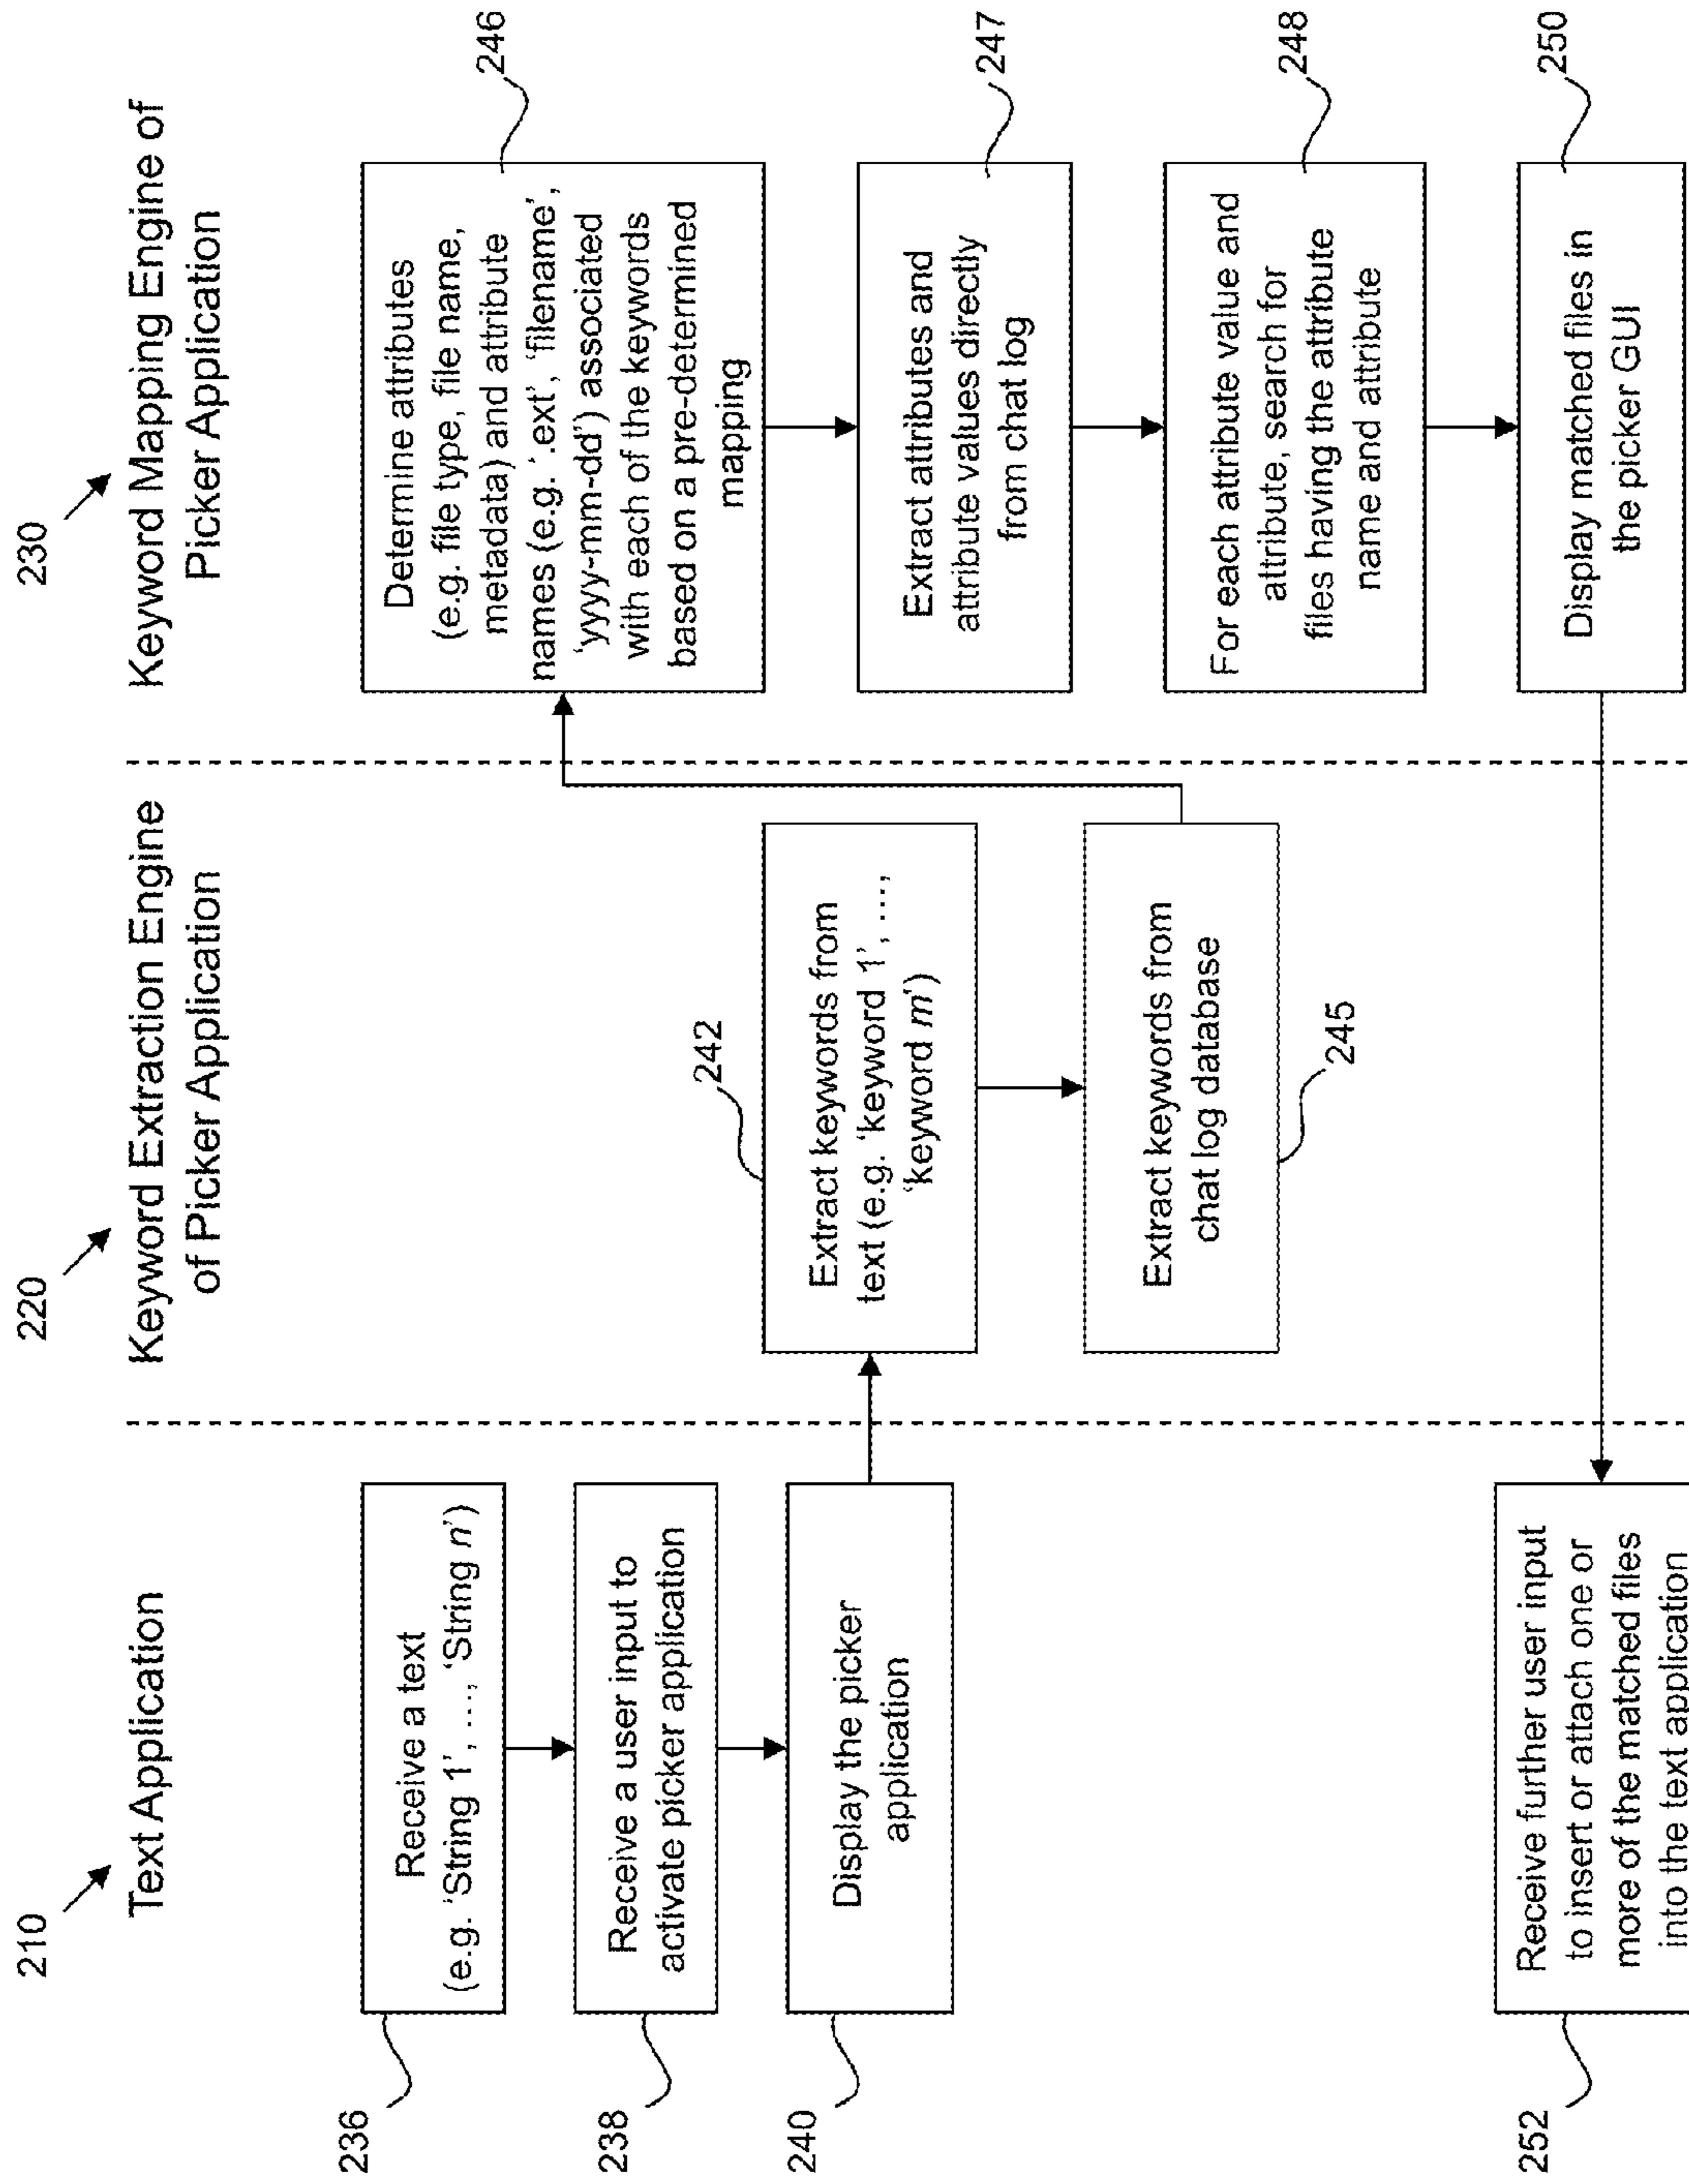 210
Text Application
220
Keyword Extraction Engine
of Picker Application
230
Keyword Mapping Engine of
Picker Application
236
Receive a text
(e.g. ‘String 1’, …, ‘String n’)
238
Receive a user input to
activate picker application
240
Display the picker
application
242
Extract keywords from
text (e.g. ‘keyword 1’, …,
‘keyword m’)
245
Extract keywords from
chat log database
246
Determine attributes
(e.g. file type, file name,
metadata) and attribute
names (e.g. ‘.ext’, ‘filename’,
‘yyyy-mm-dd’) associated
with each of the keywords
based on a pre-determined
mapping
247
Extract attributes and
attribute values directly
from chat log
248
For each attribute value and
attribute, search for
files having the attribute
name and attribute
250
Display matched files in
the picker GUI
252
Receive further user input
to insert or attach one or
more of the matched files
into the text application